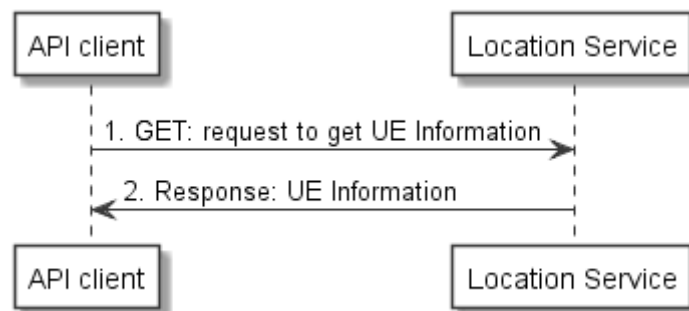 API client
Location Service
1. GET: request to get UE Information
2. Response: UE Information
API client
Location Service